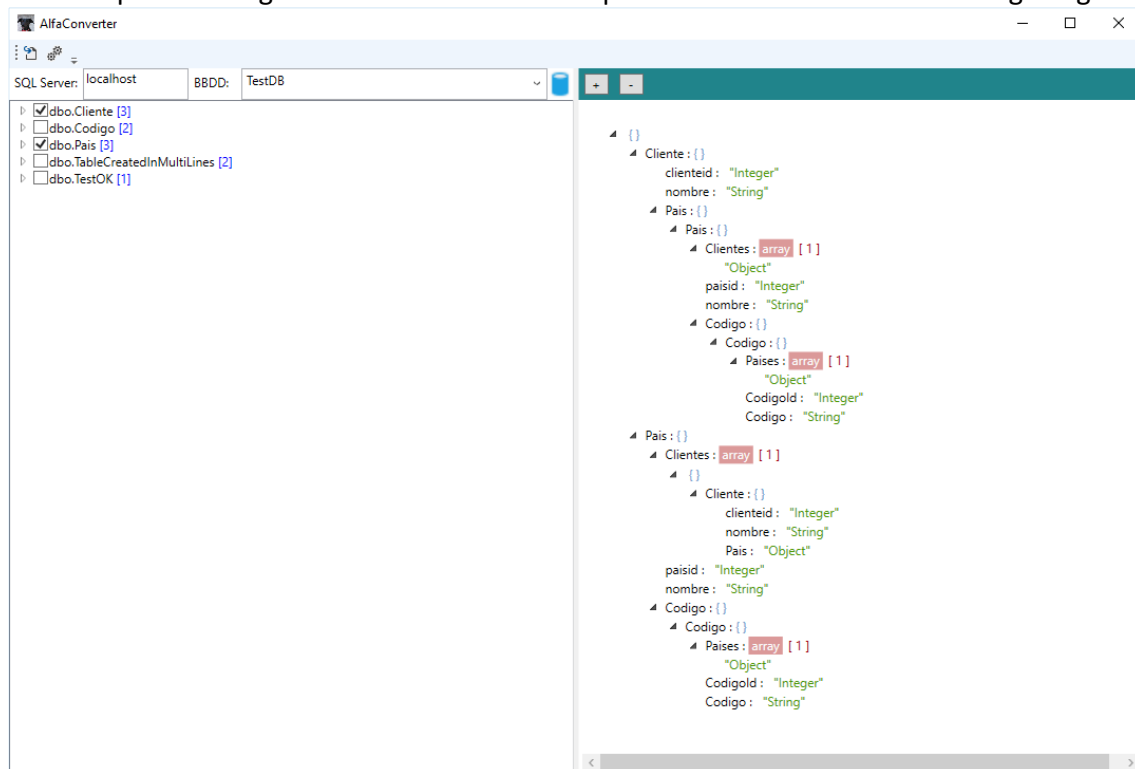 AlfaConverter
SQL Server: localhost BBDD: TestDB
+ -
dbo.Cliente [3]
dbo.Codigo [2]
dbo.Pais [3]
dbo.TableCreatedInMultiLines [2]
dbo.TestOK [1]
{}
Cliente : {}
clienteid : "Integer"
nombre : "String"
Pais : {}
Pais : {}
Clientes : array [ 1 ]
"Object"
paisid : "Integer"
nombre : "String"
Codigo : {}
Codigo : {}
Paises : array [ 1 ]
"Object"
CodigoId : "Integer"
Codigo : "String"
Pais : {}
Clientes : array [ 1 ]
{}
Cliente : {}
clienteid : "Integer"
nombre : "String"
Pais : "Object"
paisid : "Integer"
nombre : "String"
Codigo : {}
Codigo : {}
Paises : array [ 1 ]
"Object"
CodigoId : "Integer"
Codigo : "String"